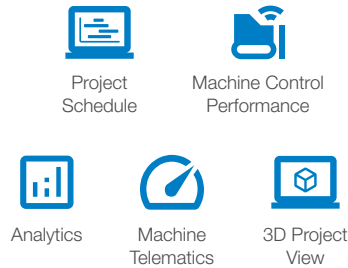 Project
Schedule
Machine Control
Performance
Analytics
Machine
Telematics
3D Project
View